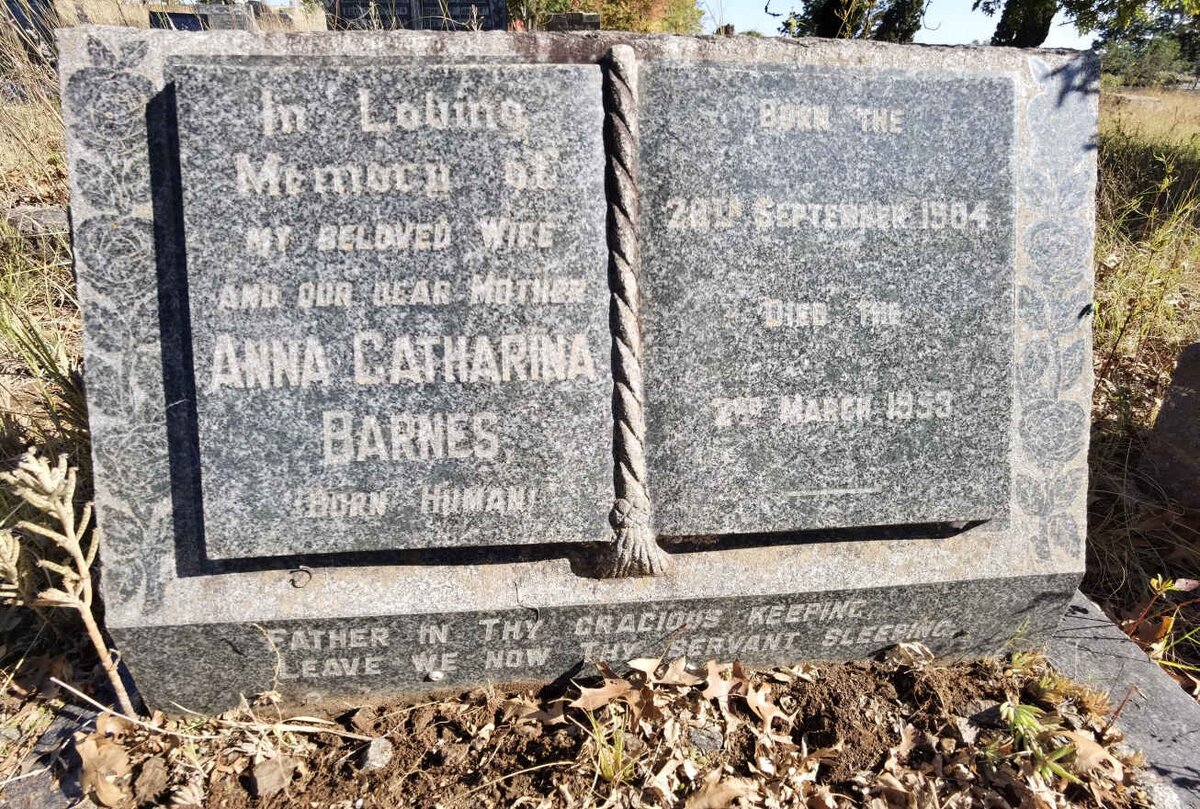 In Loving
Memory of
MY BELOVED WIFE
AND OUR DEAR MOTHER
ANNA CATHARINA
BARNES
(BORN HUMAN)
BORN THE
28TH SEPTEMBER 1904
DIED THE
2ND MARCH 1953
FATHER IN THY GRACIOUS KEEPING,
LEAVE WE NOW THY SERVANT SLEEPING.